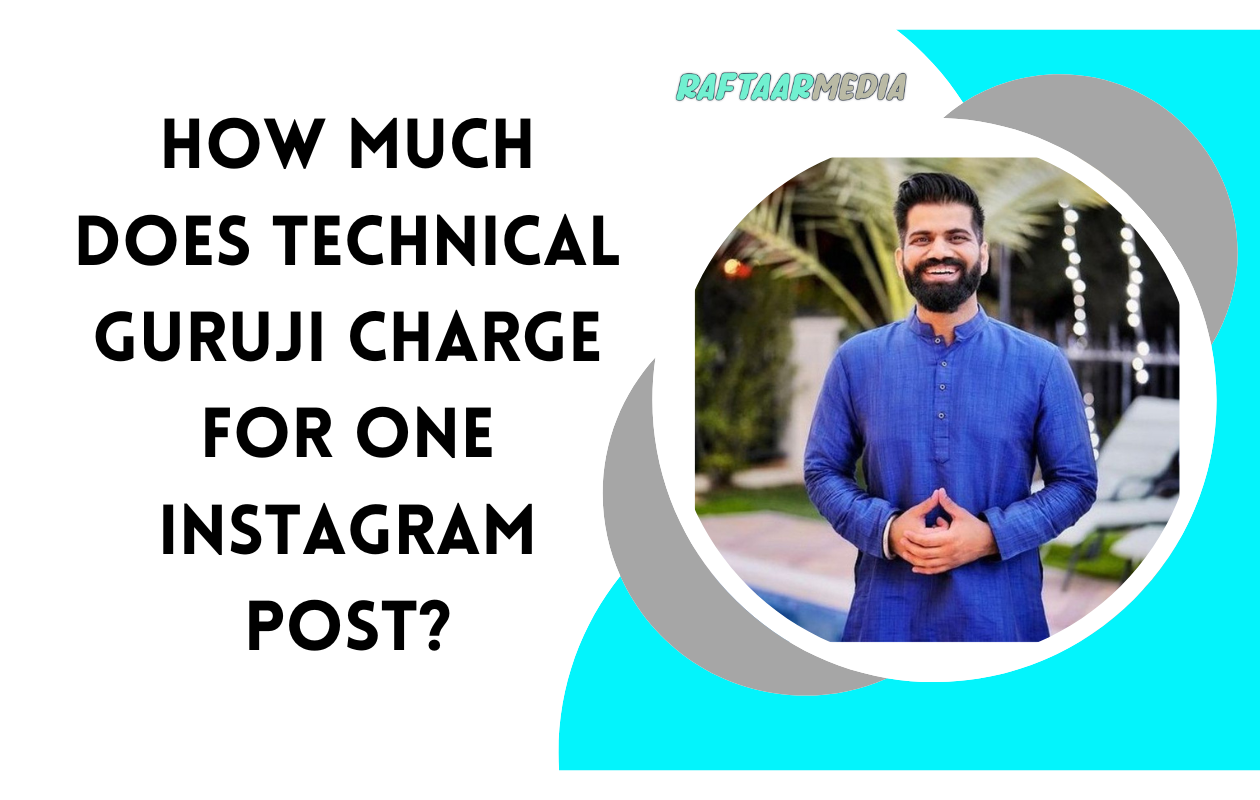 RAFTAARMEDIA
HOW MUCH
DOES TECHNICAL
GURUJI CHARGE
FOR ONE
INSTAGRAM
POST?